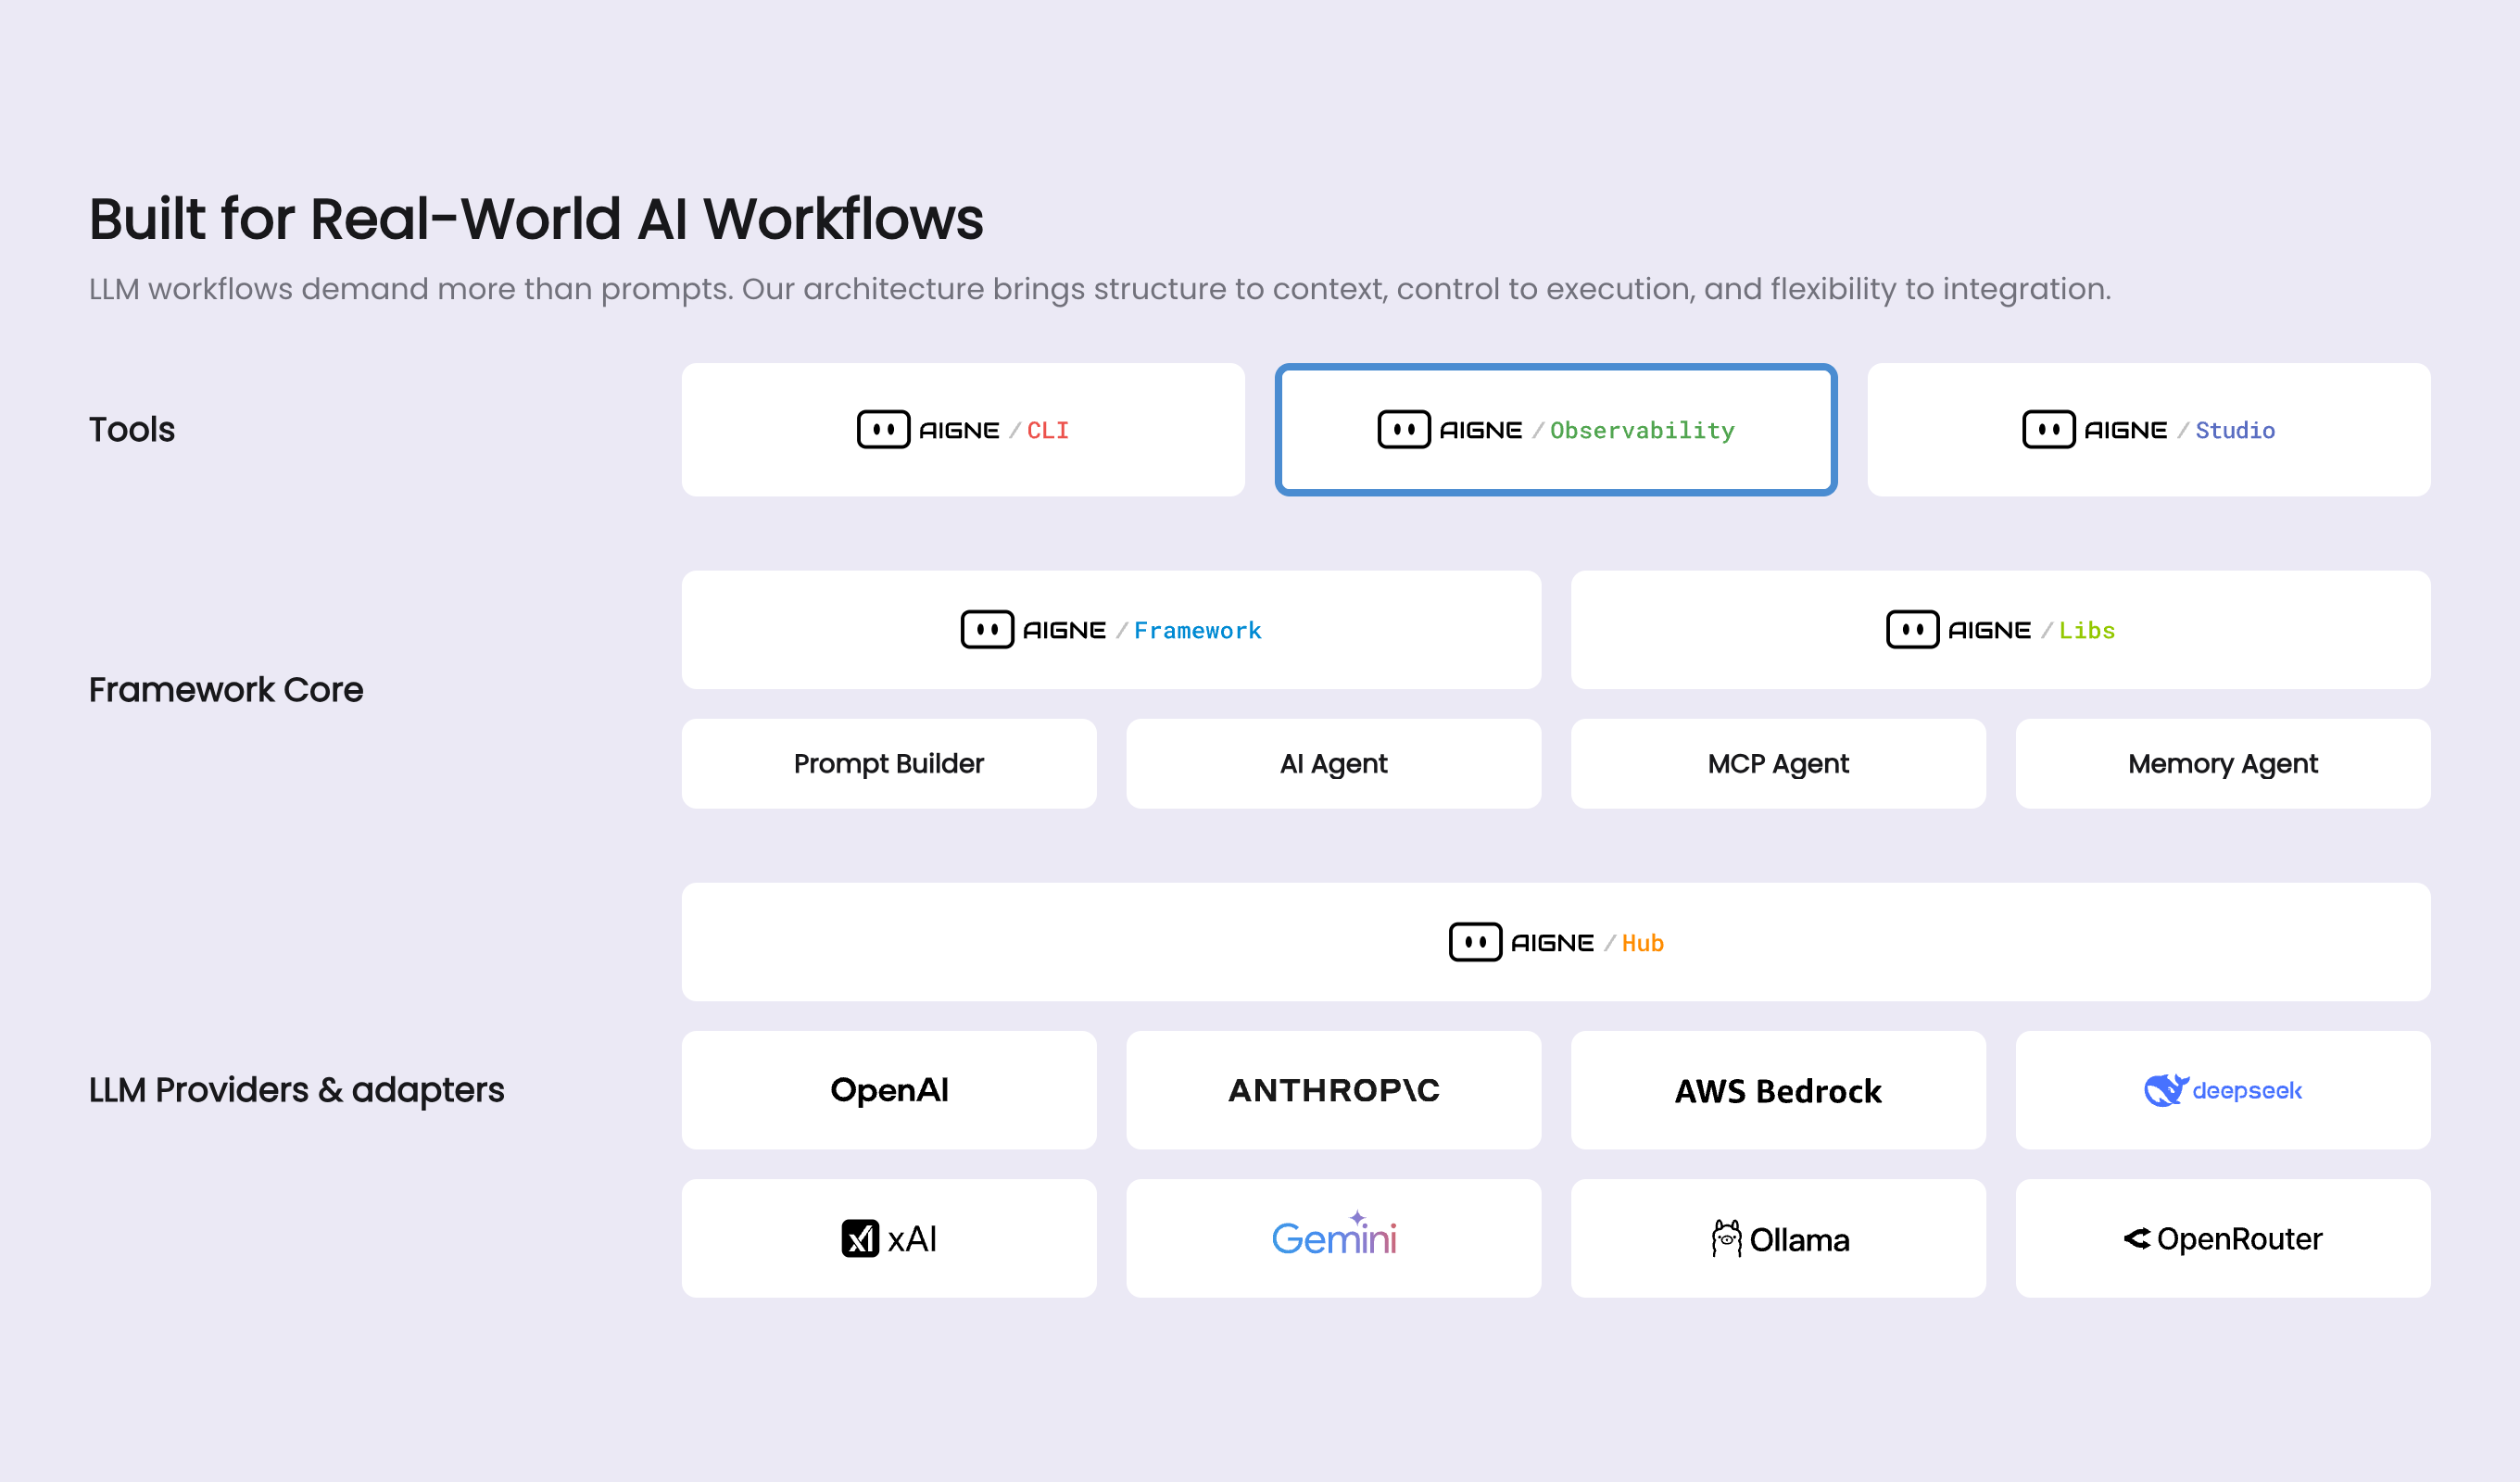 Built for Real-World AI Workflows
LLM workflows demand more than prompts. Our architecture brings structure to context, control to execution, and flexibility to integration.
Tools
AIGNE / CLI
AIGNE / Observability
AIGNE / Studio
Framework Core
AIGNE / Framework
AIGNE / Libs
Prompt Builder
AI Agent
MCP Agent
Memory Agent
LLM Providers & adapters
AIGNE / Hub
OpenAI
ANTHROP\C
AWS Bedrock
deepseek
xAI
Gemini
Ollama
OpenRouter